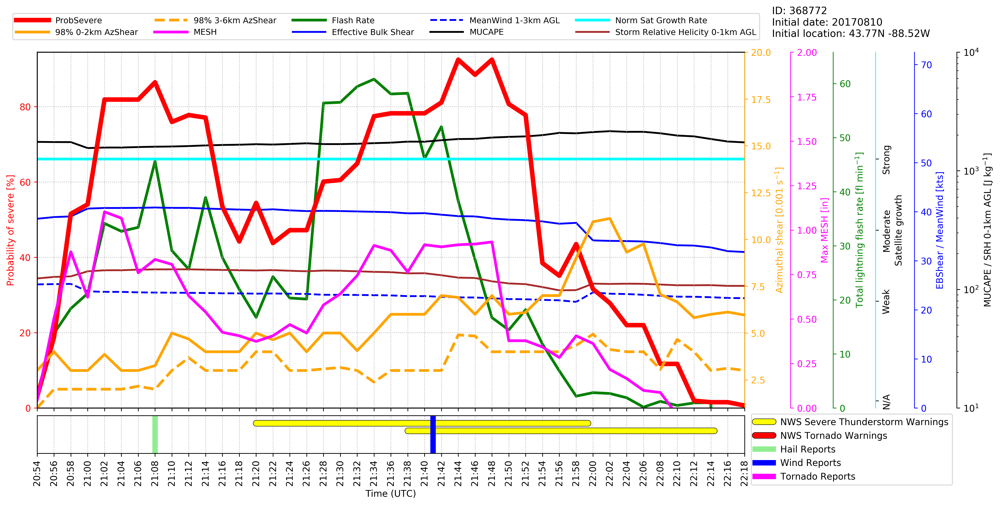 ProbSevere
98% 0-2km AzShear
98% 3-6km AzShear
MESH
Flash Rate
Effective Bulk Shear
MeanWind 1-3km AGL
MUCAPE
Norm Sat Growth Rate
Storm Relative Helicity 0-1km AGL
ID: 368772
Initial date: 20170810
Initial location: 43.77N -88.52W
Probability of severe [%]
80
60
40
20
0
20.0
17.5
15.0
12.5
10.0
7.5
5.0
2.5
Azimuthal shear [0.001 s⁻¹]
2.00
1.75
1.50
1.25
1.00
0.75
0.50
0.25
0.00
Max MESH [in]
60
50
40
30
20
10
0
Total lightning flash rate [fl min⁻¹]
Strong
Moderate
Weak
N/A
Satellite growth
70
60
50
40
30
20
10
0
EBShear / MeanWind [kts]
10⁴
10³
10²
10¹
MUCAPE / SRH 0-1km AGL [J kg⁻¹]
20:54
20:56
20:58
21:00
21:02
21:04
21:06
21:08
21:10
21:12
21:14
21:16
21:18
21:20
21:22
21:24
21:26
21:28
21:30
21:32
21:34
21:36
21:38
21:40
21:42
21:44
21:46
21:48
21:50
21:52
21:54
21:56
21:58
22:00
22:02
22:04
22:06
22:08
22:10
22:12
22:14
22:16
22:18
Time (UTC)
NWS Severe Thunderstorm Warnings
NWS Tornado Warnings
Hail Reports
Wind Reports
Tornado Reports